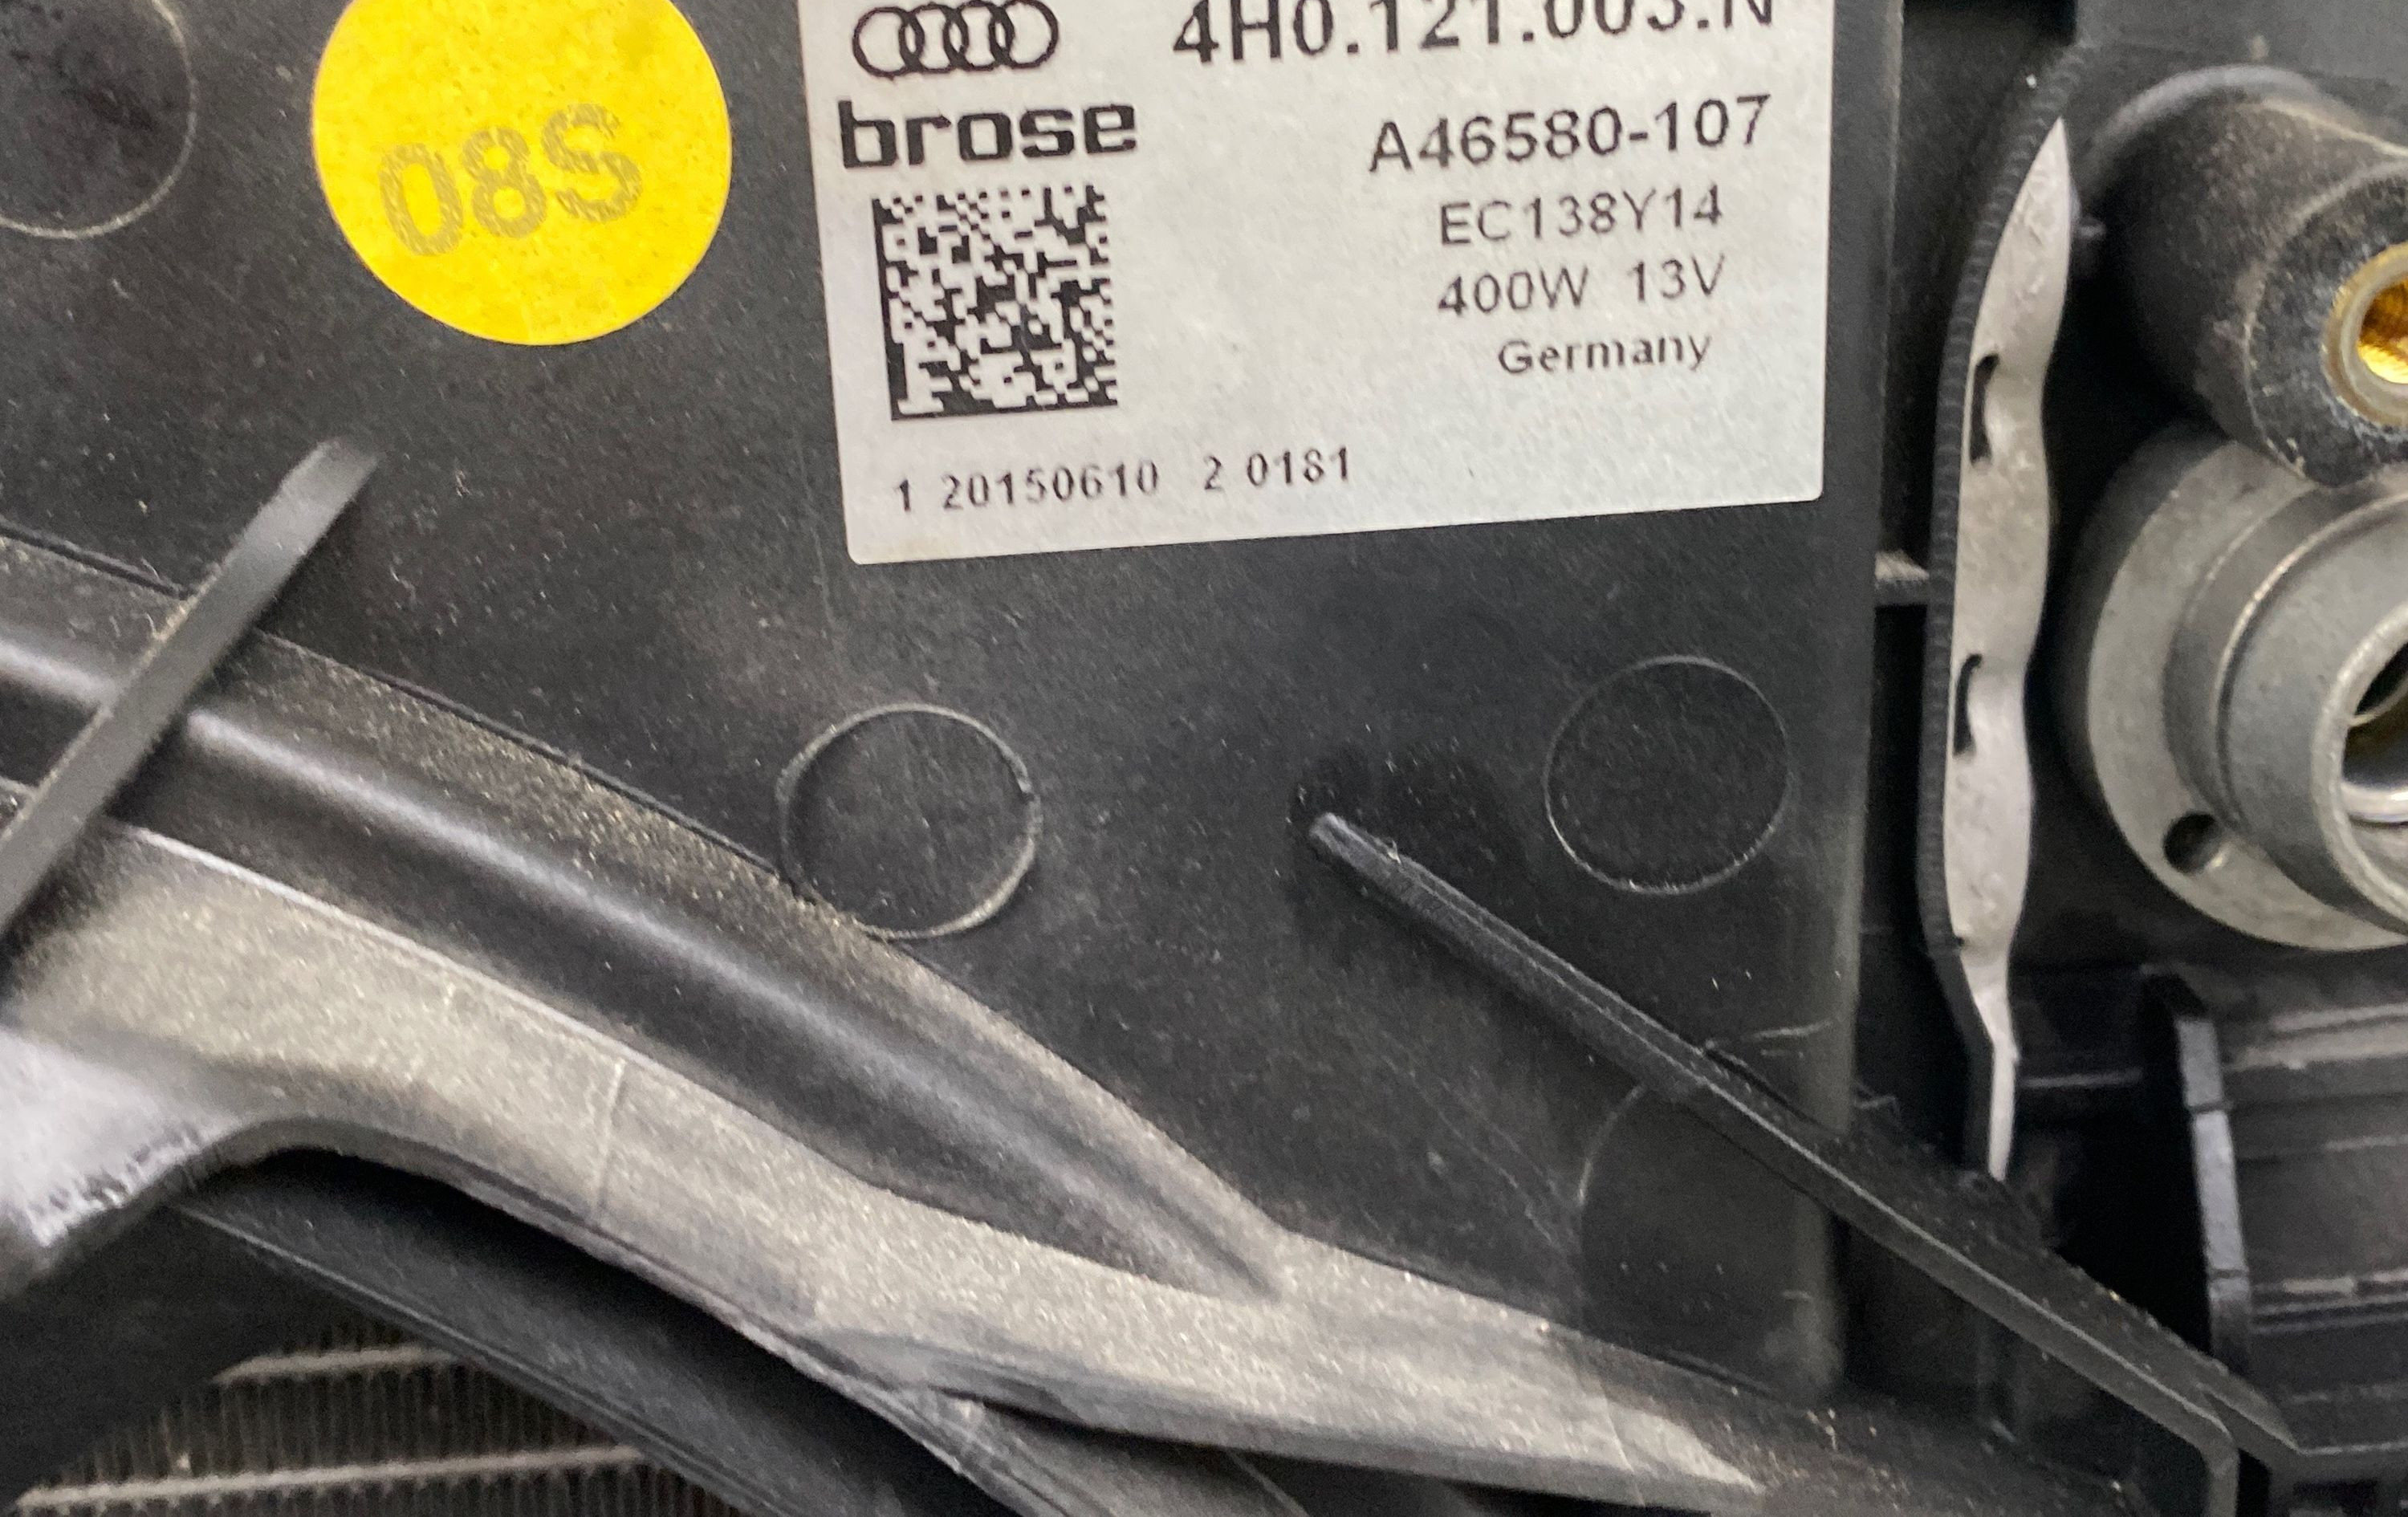 08S
4H0.121.003.N
brose
A46580-107
EC138Y14
400W 13V
Germany
1 20150610 2 0181